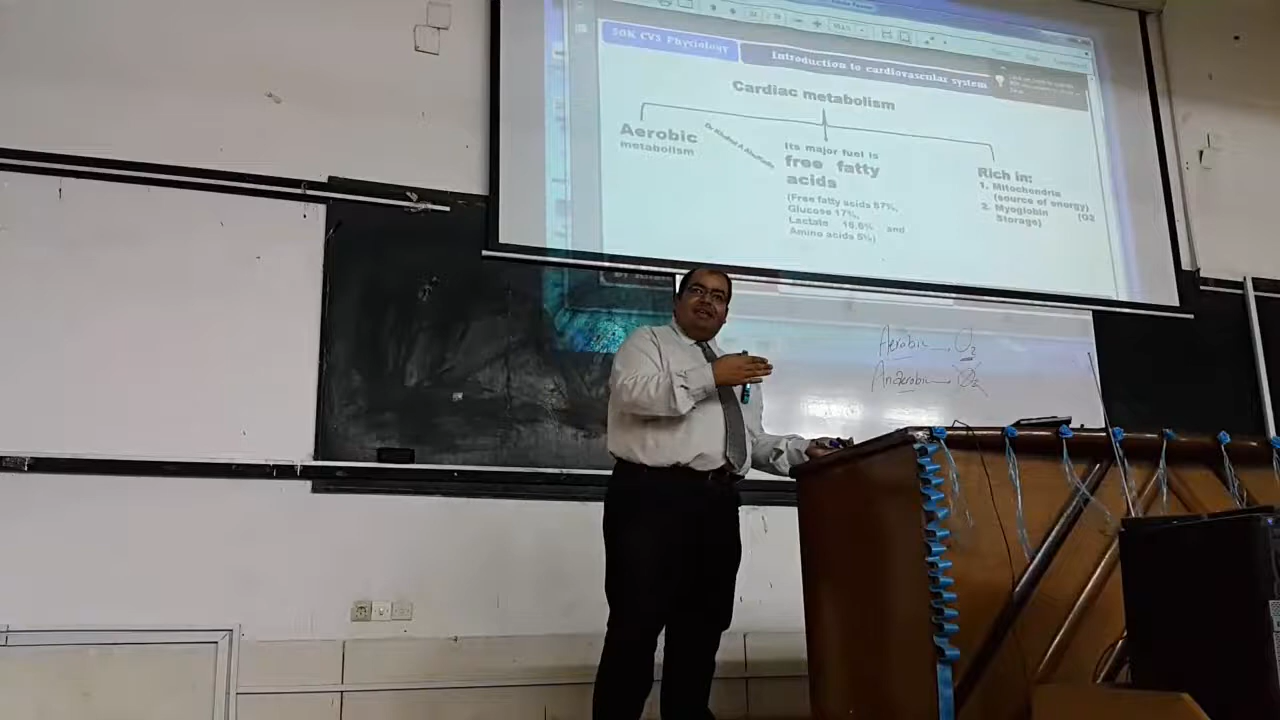 SOK CVS Physiology
Introduction to cardiovascular system
Cardiac metabolism
Aerobic
metabolism
Its major fuel is
free fatty
acids
(Free fatty acids 67%,
Glucose 17%,
Lactate 16.6% and
Amino acids 5%)
Rich in:
1. Mitochondria
(source of energy)
2. Myoglobin (O2
Storage)
Aerobic → O2
Anaerobic → O2